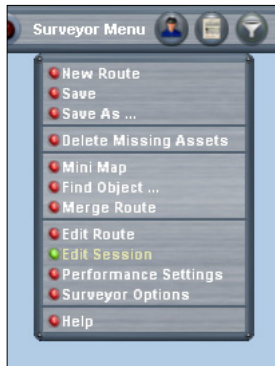 Surveyor Menu
New Route
Save
Save As ...
Delete Missing Assets
Mini Map
Find Object ...
Merge Route
Edit Route
Edit Session
Performance Settings
Surveyor Options
Help